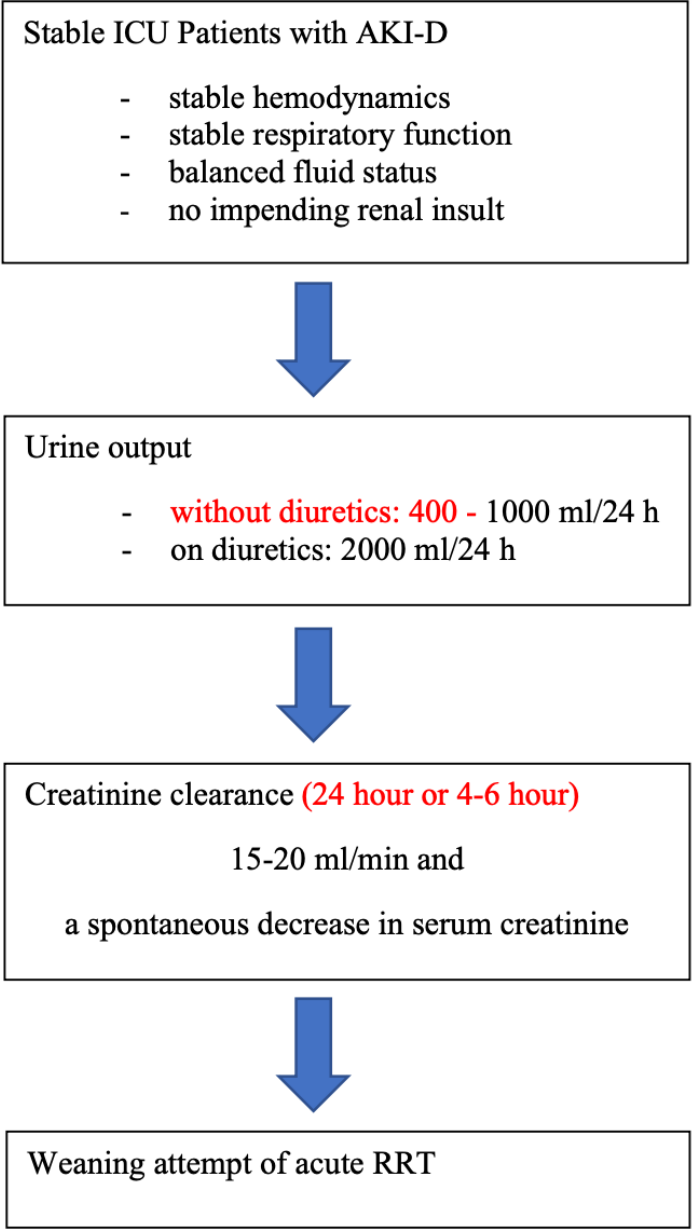 Stable ICU Patients with AKI-D
- stable hemodynamics
- stable respiratory function
- balanced fluid status
- no impending renal insult
Urine output
- without diuretics: 400 - 1000 ml/24 h
- on diuretics: 2000 ml/24 h
Creatinine clearance (24 hour or 4-6 hour)
15-20 ml/min and
a spontaneous decrease in serum creatinine
Weaning attempt of acute RRT